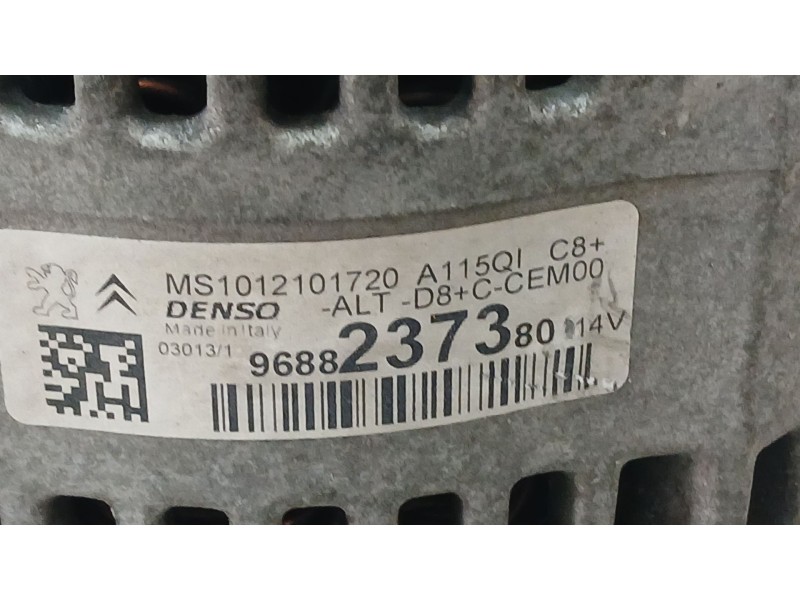 MS1012101720 A115QI C8+
DENSO -ALT -D8+C-CEM00
Made in Italy
03013/1 9688237380 14V